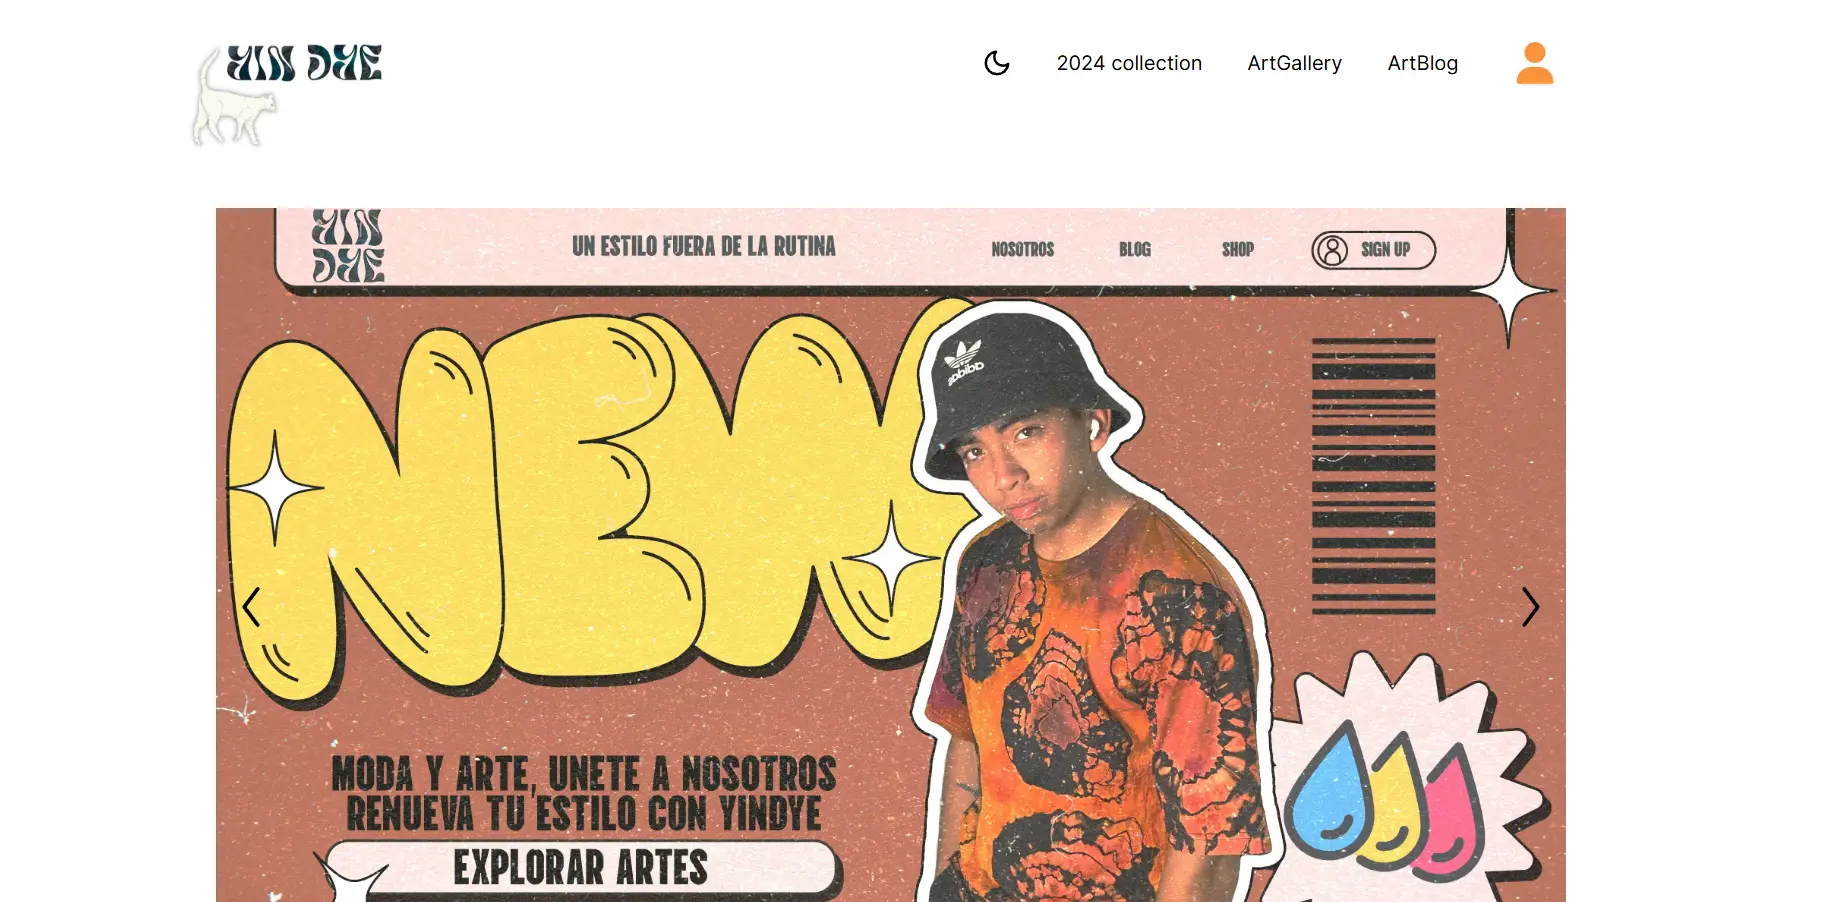 YIN DYE
2024 collection
ArtGallery
ArtBlog
YIN
DYE
UN ESTILO FUERA DE LA RUTINA
NOSOTROS
BLOG
SHOP
SIGN UP
NEW
adidas
MODA Y ARTE, UNETE A NOSOTROS
RENUEVA TU ESTILO CON YINDYE
EXPLORAR ARTES